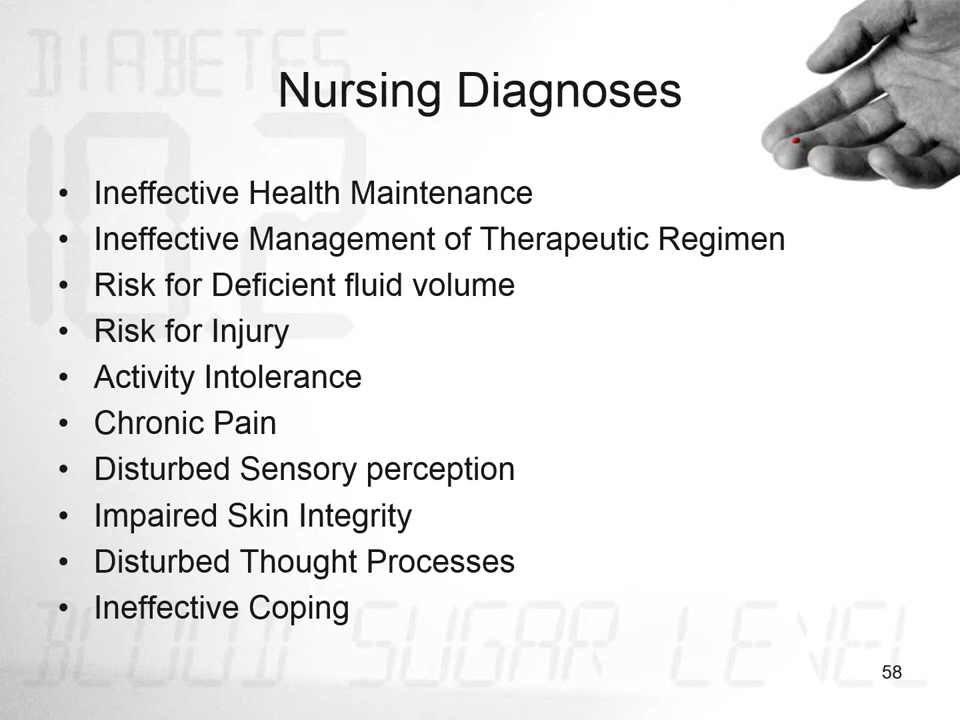 DIABETES
Nursing Diagnoses
10.2
• Ineffective Health Maintenance
• Ineffective Management of Therapeutic Regimen
• Risk for Deficient fluid volume
• Risk for Injury
• Activity Intolerance
• Chronic Pain
• Disturbed Sensory perception
• Impaired Skin Integrity
• Disturbed Thought Processes
• Ineffective Coping
BLOOD SUGAR LEVEL
58